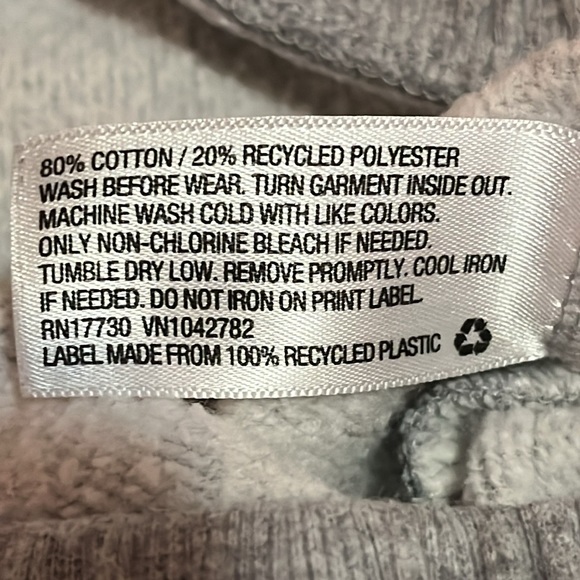 80% COTTON / 20% RECYCLED POLYESTER
WASH BEFORE WEAR. TURN GARMENT INSIDE OUT.
MACHINE WASH COLD WITH LIKE COLORS.
ONLY NON-CHLORINE BLEACH IF NEEDED.
TUMBLE DRY LOW. REMOVE PROMPTLY. COOL IRON
IF NEEDED. DO NOT IRON ON PRINT LABEL.
RN17730 VN1042782
LABEL MADE FROM 100% RECYCLED PLASTIC